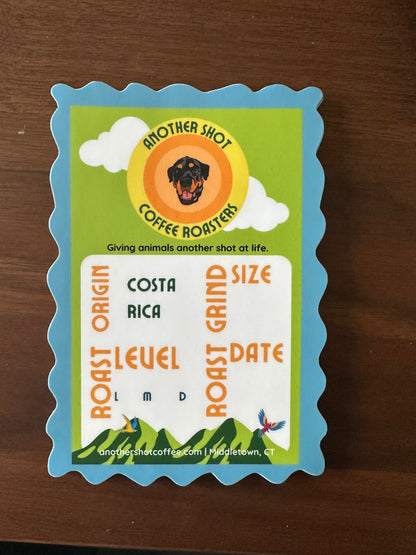 ANOTHER SHOT
COFFEE ROASTERS
Giving animals another shot at life.
ORIGIN
COSTA
RICA
GRIND
SIZE
ROAST
LEVEL
L M D
ROAST
DATE
anothershotcoffee.com | Middletown, CT